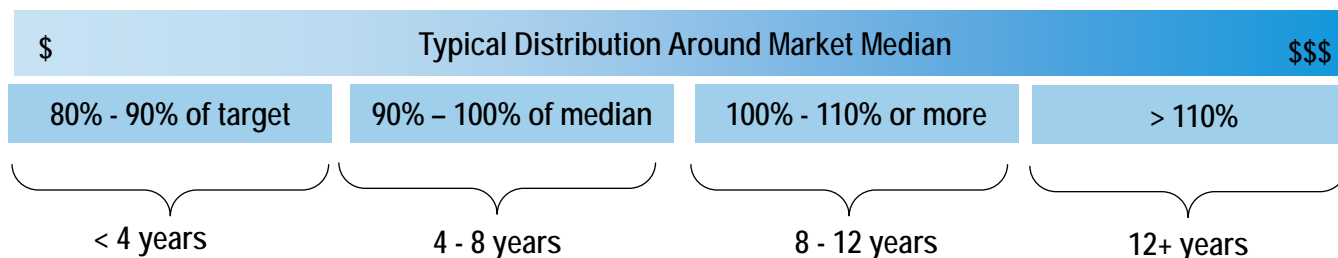 $ Typical Distribution Around Market Median $$$
80% - 90% of target 90% – 100% of median 100% - 110% or more > 110%
< 4 years 4 - 8 years 8 - 12 years 12+ years